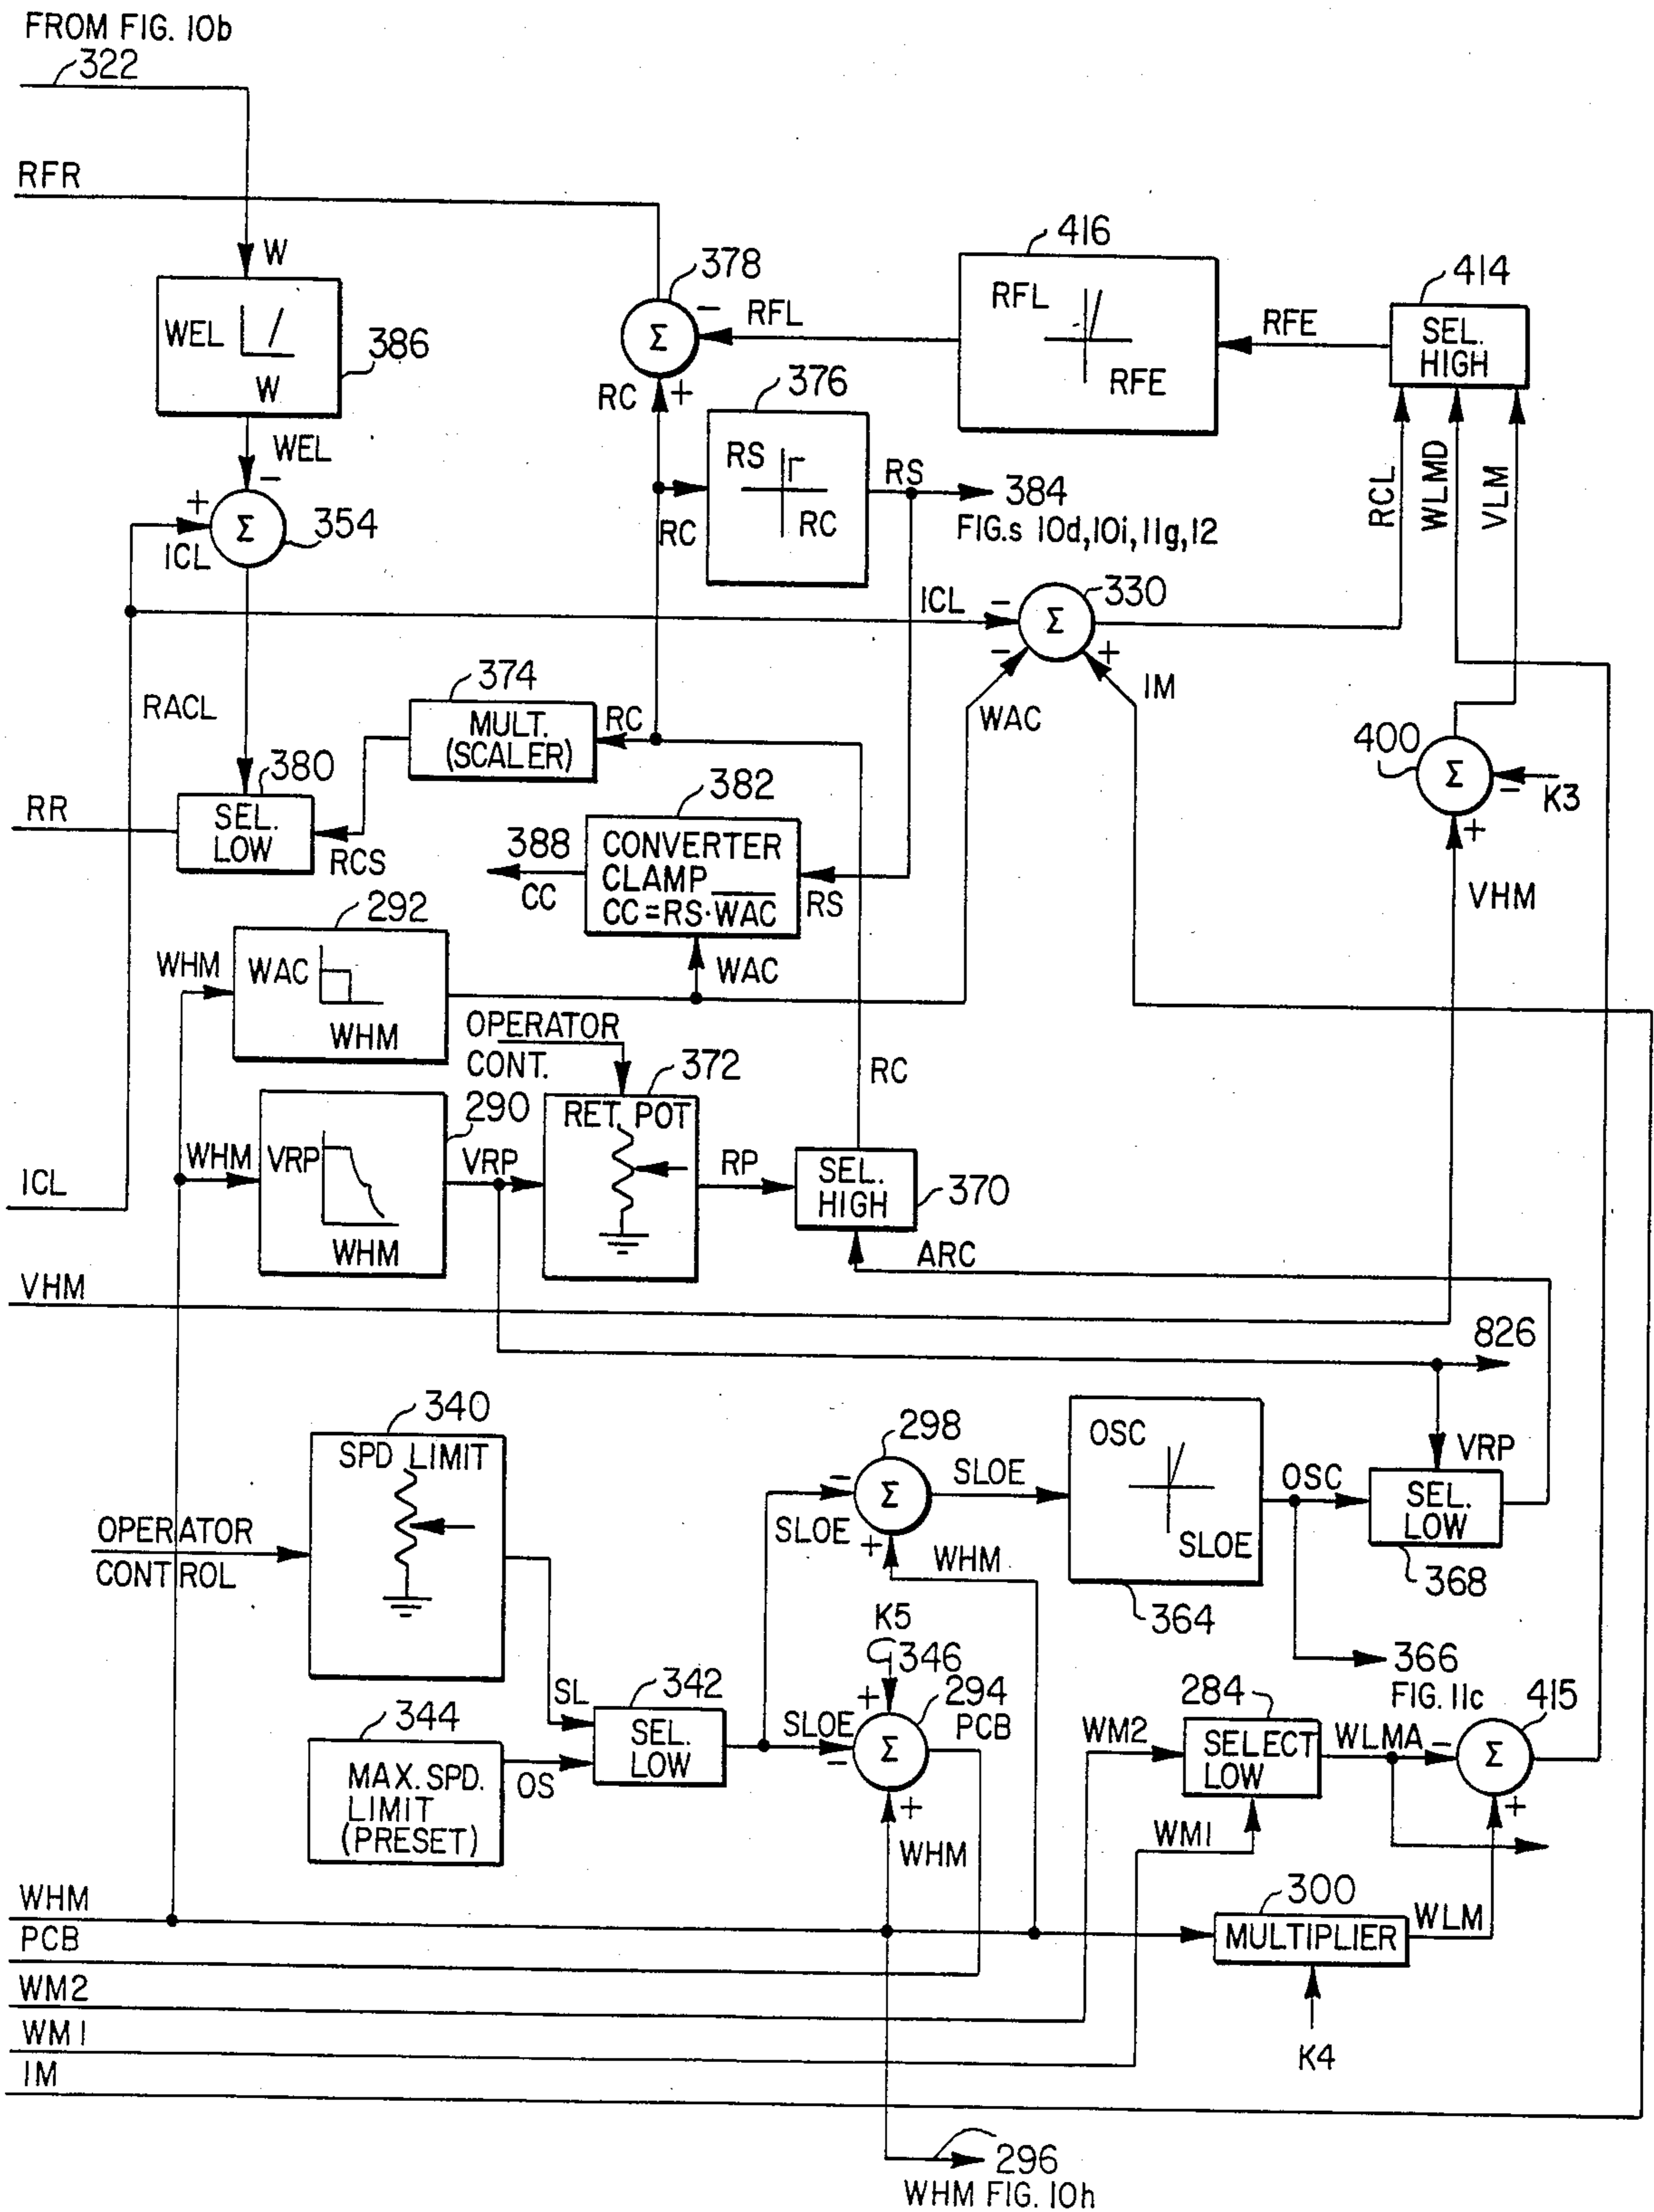 FROM FIG. 10b
322
RFR
W
WEL
W
386
WEL
-
+
Σ
354
ICL
378
-
Σ
RC
+
RFL
416
RFL
RFE
RFE
414
SEL.
HIGH
376
RS
RC
RC
RS
384
FIG.s 10d,10i,11g,12
RCL
WLMD
VLM
ICL
-
330
Σ
-
+
WAC
IM
RACL
374
MULT.
(SCALER)
RC
380
RR
SEL.
LOW
RCS
382
388
CC
CONVERTER
CLAMP
CC=RS·W̅A̅C̅
RS
400
Σ
-
K3
+
VHM
292
WHM
WAC
WHM
WAC
OPERATOR
CONT.
372
RET. POT
RC
290
WHM
VRP
WHM
VRP
RP
SEL.
HIGH
370
ICL
ARC
VHM
826
340
SPD LIMIT
OPERATOR
CONTROL
298
-
Σ
SLOE
SLOE
+
WHM
OSC
SLOE
364
OSC
VRP
SEL.
LOW
368
K5
346
366
FIG. 11c
SL
342
SEL.
LOW
344
MAX. SPD.
LIMIT
(PRESET)
OS
SLOE
+
294
Σ
-
PCB
+
WHM
284
WM2
SELECT
LOW
WLMA
-
415
Σ
+
WM1
300
MULTIPLIER
WLM
K4
WHM
PCB
WM2
WM1
IM
296
WHM FIG. 10h